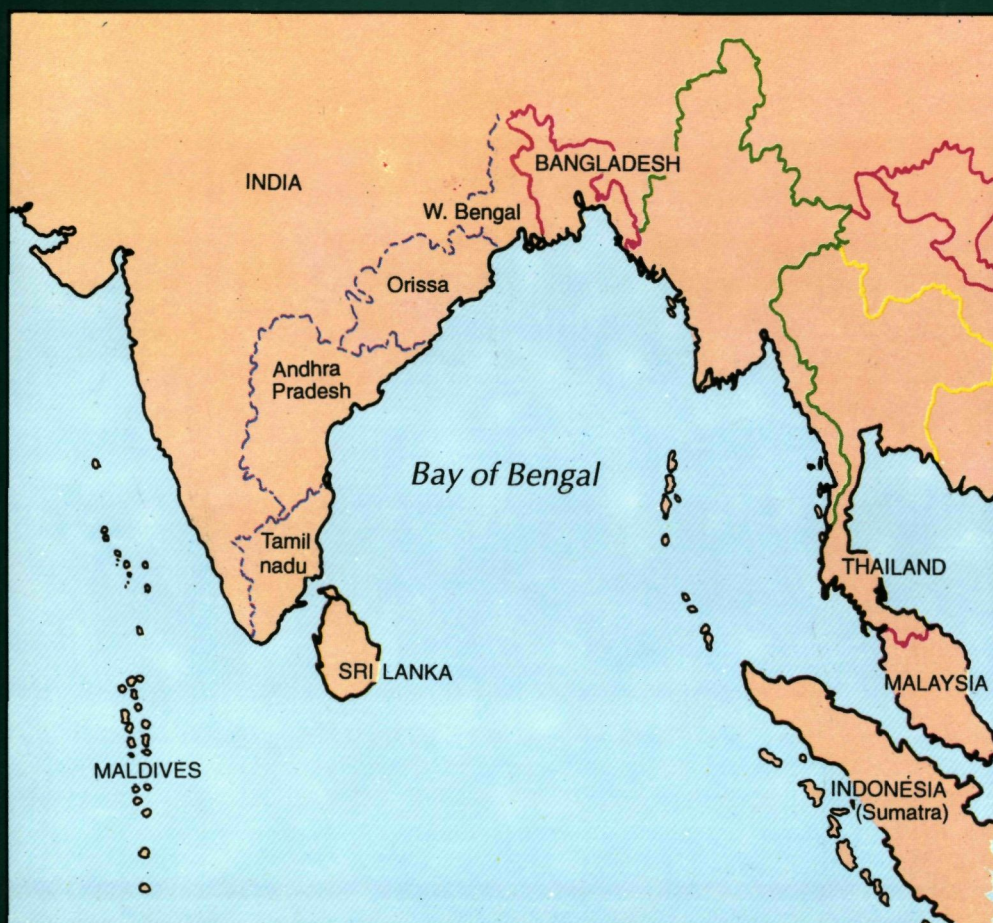 INDIA
BANGLADESH
W. Bengal
Orissa
Andhra
Pradesh
Bay of Bengal
Tamil
nadu
THAILAND
SRI LANKA
MALAYSIA
MALDIVES
INDONESIA
(Sumatra)